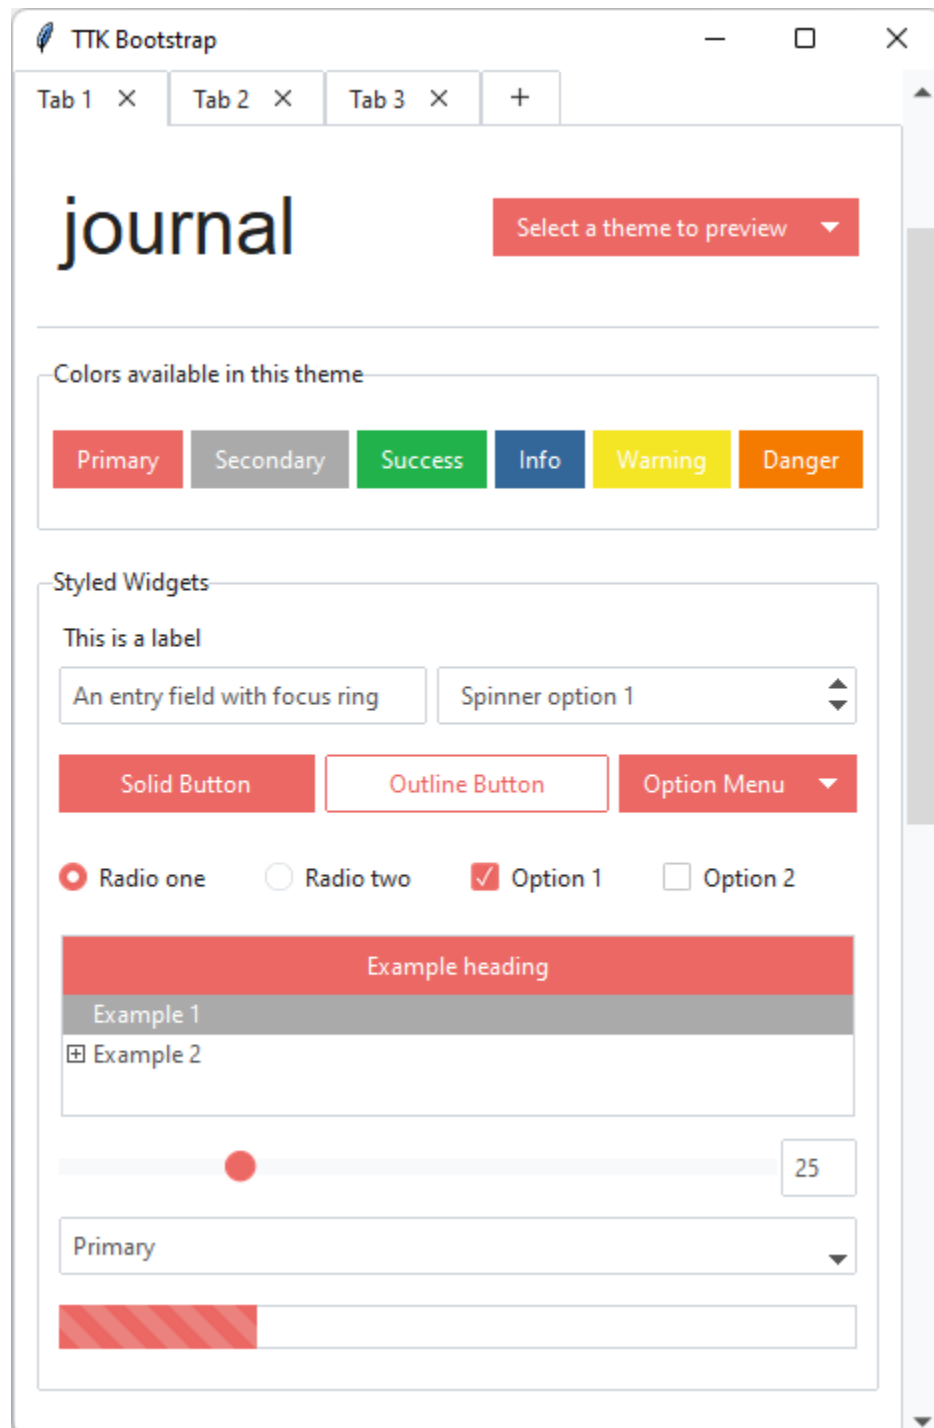 TTK Bootstrap
Tab 1 Tab 2 Tab 3 +
journal
Select a theme to preview
Colors available in this theme
Primary Secondary Success Info Warning Danger
Styled Widgets
This is a label
An entry field with focus ring Spinner option 1
Solid Button Outline Button Option Menu
Radio one Radio two Option 1 Option 2
Example heading
Example 1
Example 2
25
Primary